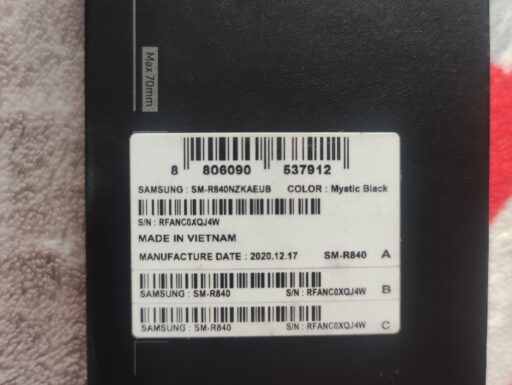 Max 70mm
8 806090 537912
SAMSUNG : SM-R840NZKAEUB COLOR : Mystic Black
S/N : RFANC0XQJ4W
MADE IN VIETNAM
MANUFACTURE DATE : 2020.12.17 SM-R840 A
SAMSUNG : SM-R840 S/N : RFANC0XQJ4W B
SAMSUNG : SM-R840 S/N : RFANC0XQJ4W C